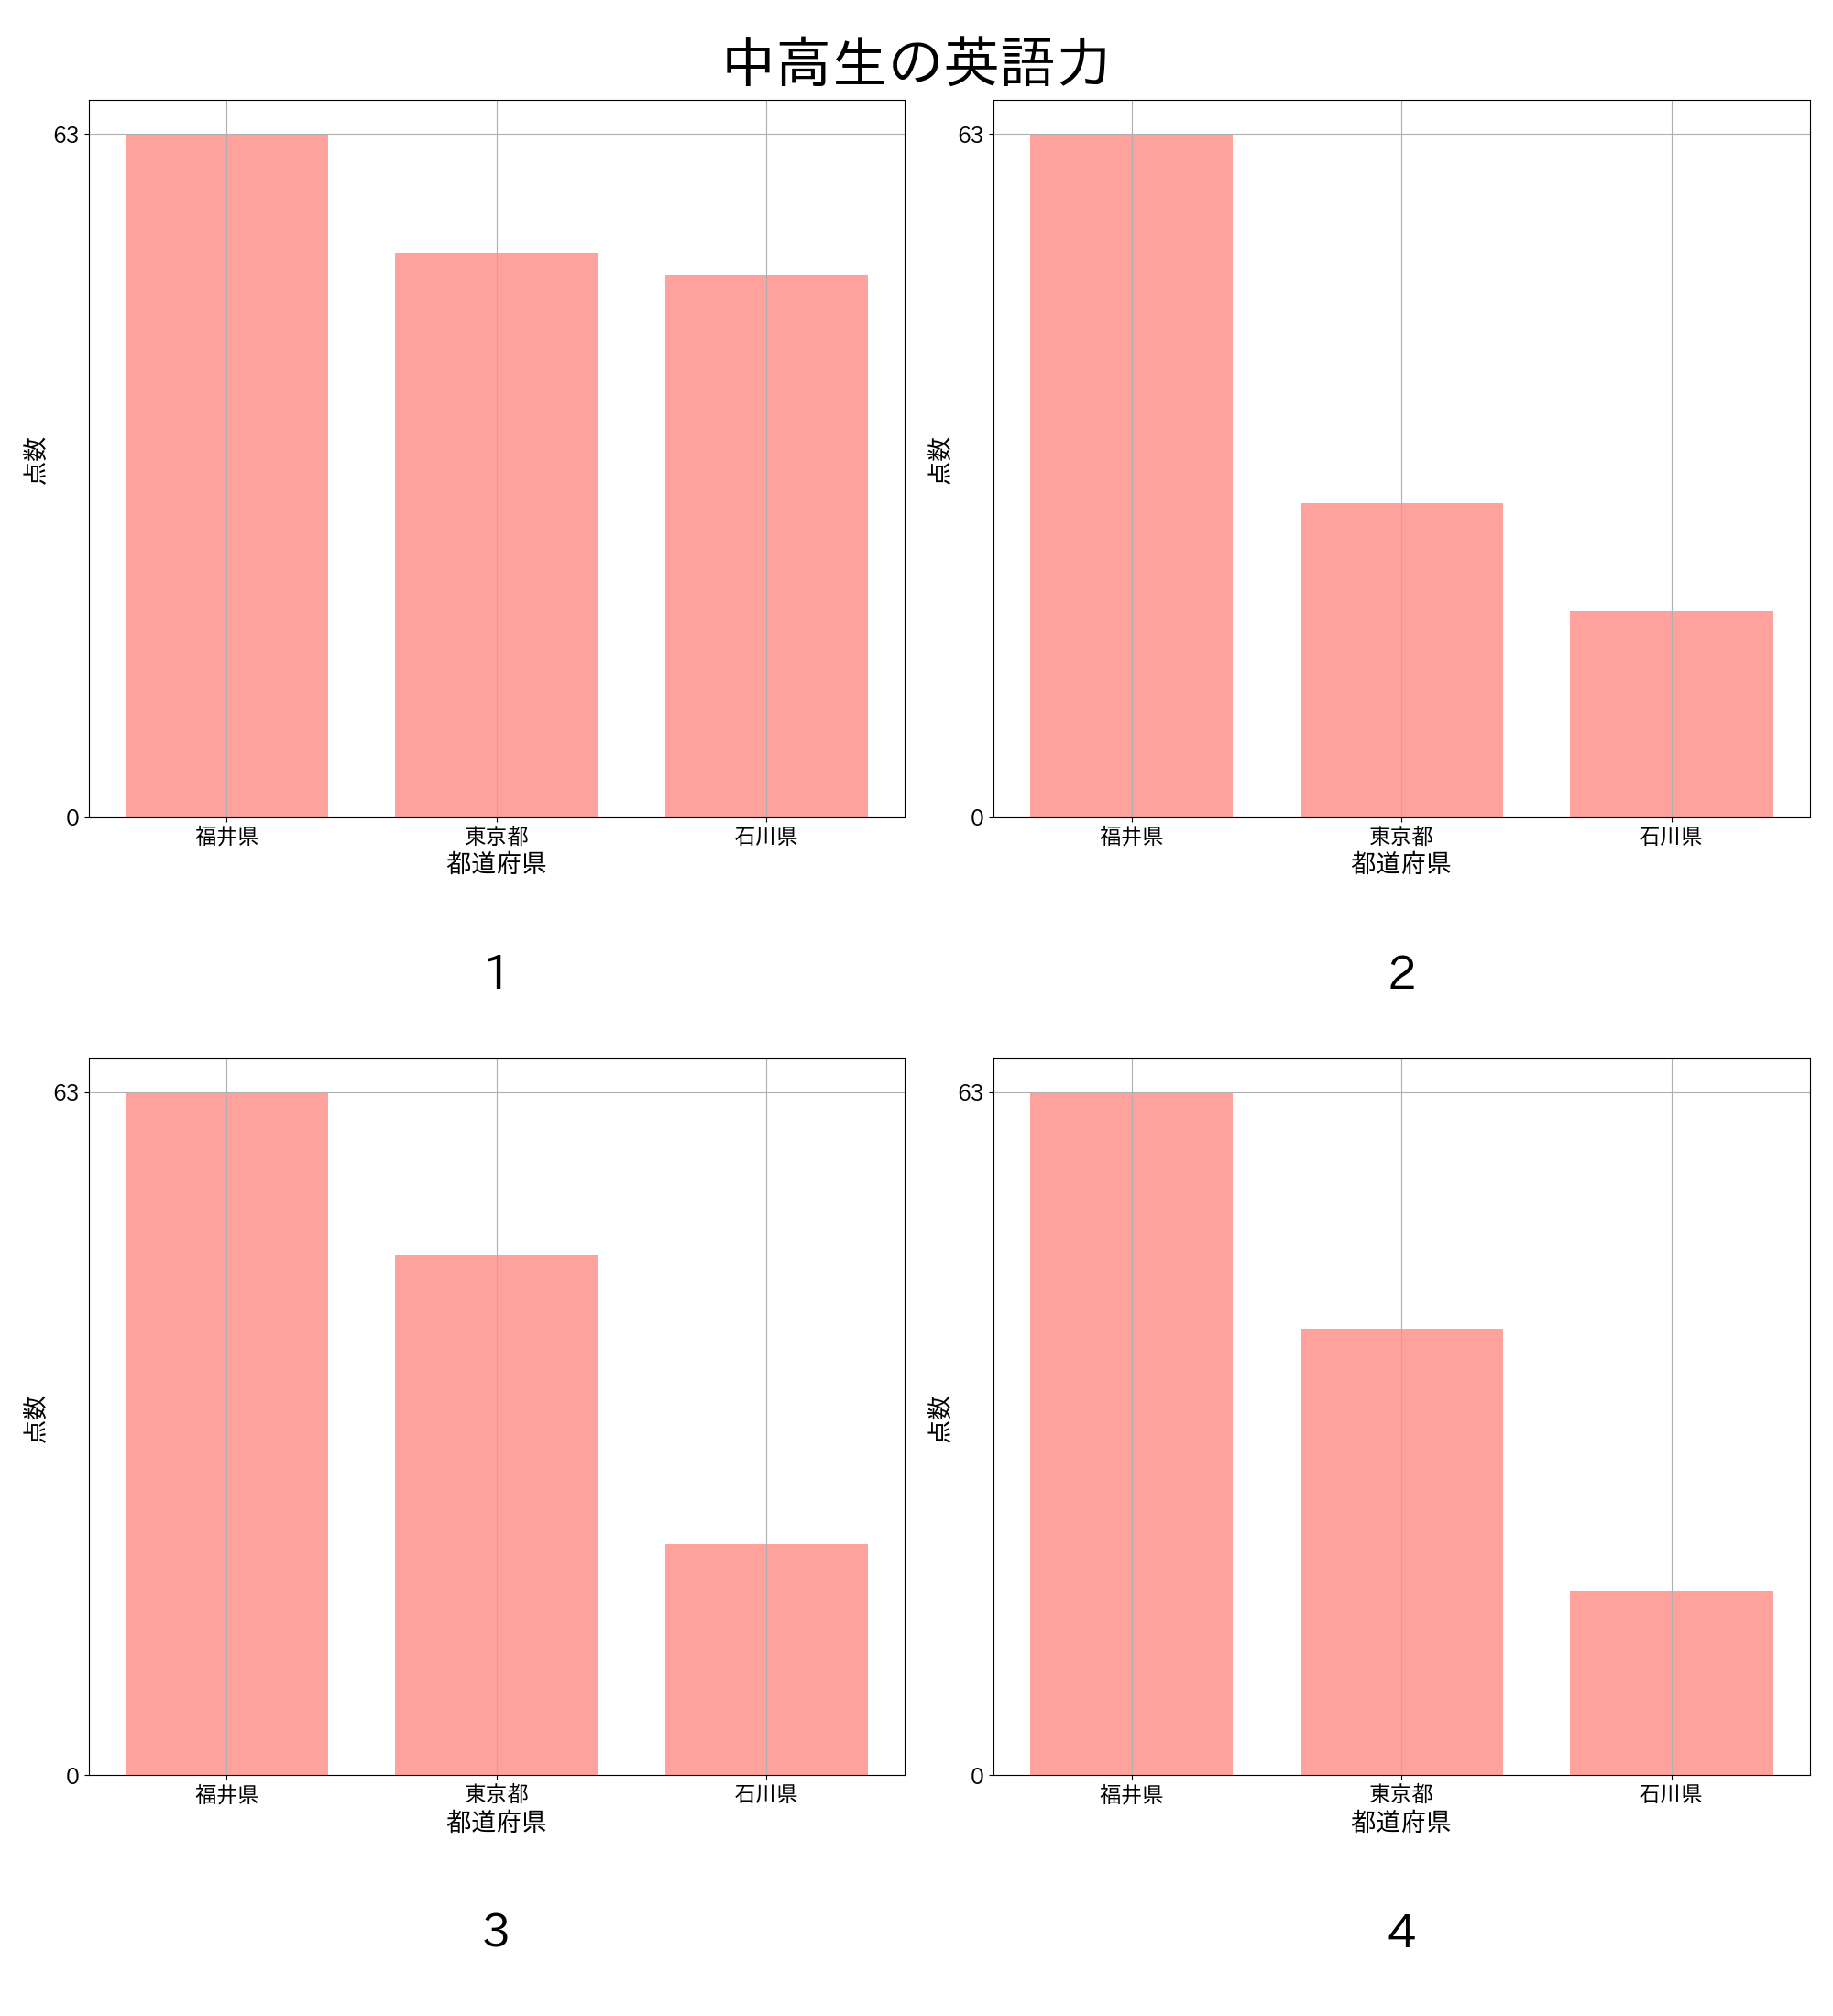 中高生の英語力
63
点数
0
福井県 東京都 石川県
都道府県
1
63
点数
0
福井県 東京都 石川県
都道府県
2
63
点数
0
福井県 東京都 石川県
都道府県
3
63
点数
0
福井県 東京都 石川県
都道府県
4